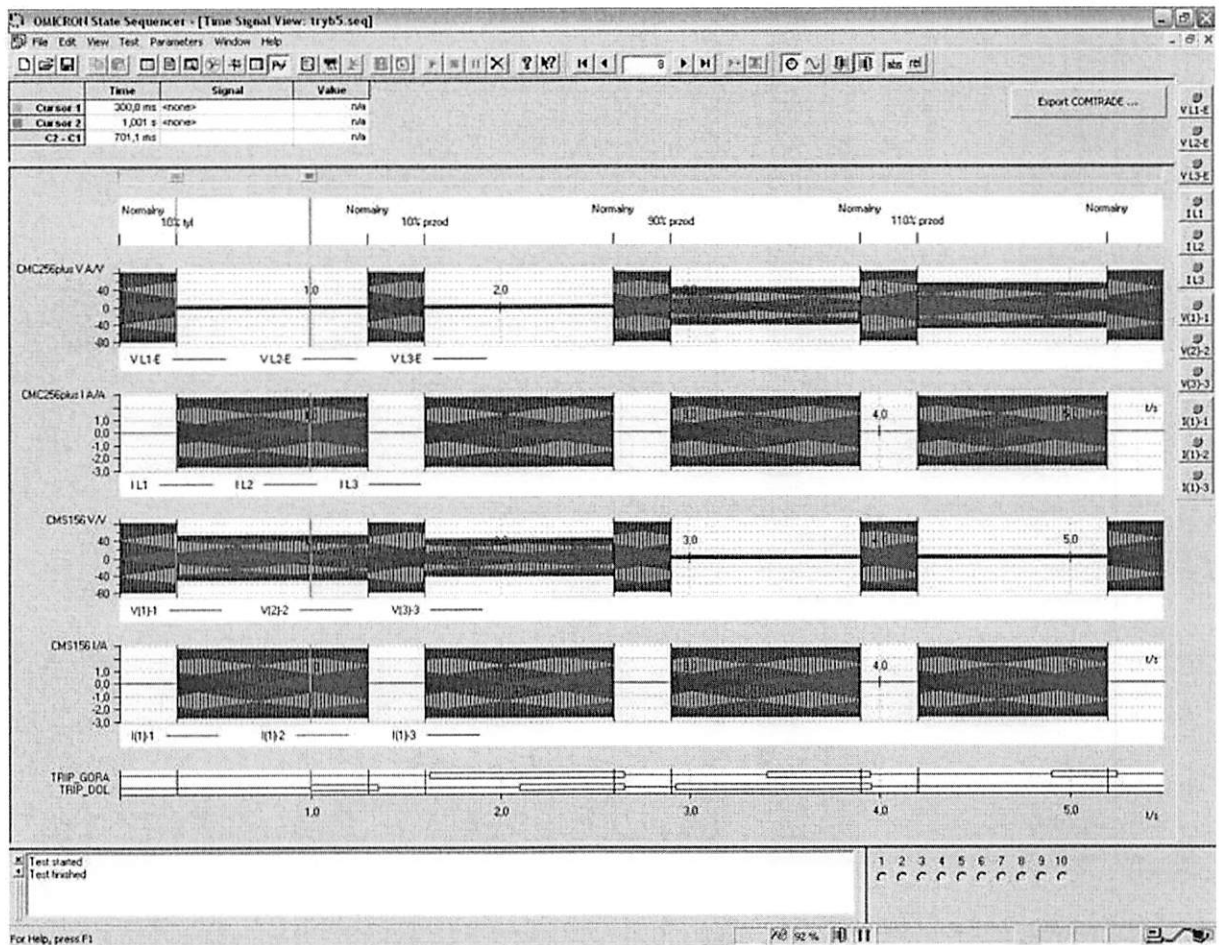 OMICRON State Sequencer - [Time Signal View: tryb5.seq]
File Edit View Test Parameters Window Help
8 abs rel
Time Signal Value
Cursor 1 300,0 ms <none> n/a
Cursor 2 1,001 s <none> n/a
C2 - C1 701,1 ms n/a
Export COMTRADE ...
V L1-E
V L2-E
V L3-E
I L1
I L2
I L3
V(1)-1
V(2)-2
V(3)-3
I(1)-1
I(1)-2
I(1)-3
Normalny Normalny Normalny Normalny Normalny
10% tył 10% przod 90% przod 110% przod
CMC256plus V A/V
40
0
-40
-80
1,0 2,0
V L1-E V L2-E V L3-E
CMC256plus I A/A
1,0
0,0
-1,0
-2,0
-3,0
3,0 4,0 t/s
I L1 I L2 I L3
CMS156 V/V
40
0
-40
-80
3,0 5,0
V(1)-1 V(2)-2 V(3)-3
CMS156 I/A
1,0
0,0
-1,0
-2,0
-3,0
4,0 t/s
I(1)-1 I(1)-2 I(1)-3
TRIP_GORA
TRIP_DOL
1,0 2,0 3,0 4,0 5,0 t/s
Test started
Test finished
1 2 3 4 5 6 7 8 9 10
For Help, press F1
92 %